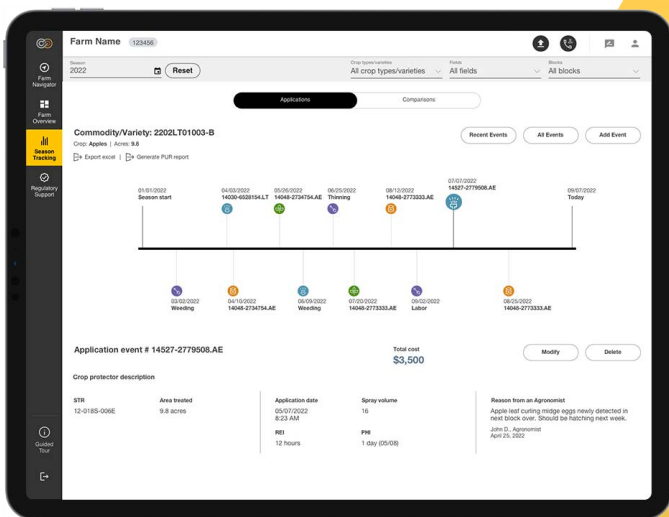 Farm Name 123456
Farm Navigator
Farm Overview
Season Tracking
Regulatory Support
Guided Tour
Season
2022
Reset
Crop types/varieties
All crop types/varieties
Fields
All fields
Blocks
All blocks
Applications
Comparisons
Commodity/Variety: 2202LT01003-B
Crop: Apples | Acres: 9.8
Export excel | Generate PUR report
Recent Events
All Events
Add Event
01/01/2022
Season start
04/03/2022
14030-6528154.LT
05/26/2022
14048-2734754.AE
06/25/2022
Thinning
08/12/2022
14048-2773333.AE
07/07/2022
14527-2779508.AE
09/07/2022
Today
03/02/2022
Weeding
04/10/2022
14048-2734754.AE
06/09/2022
Weeding
07/20/2022
14048-2773333.AE
09/02/2022
Labor
08/25/2022
14048-2773333.AE
Application event # 14527-2779508.AE
Total cost
$3,500
Modify
Delete
Crop protector description
STR
12-018S-006E
Area treated
9.8 acres
Application date
05/07/2022
8:23 AM
Spray volume
16
REI
12 hours
PHI
1 day (05/08)
Reason from an Agronomist
Apple leaf curling midge eggs newly detected in
next block over. Should be hatching next week.
John D., Agronomist
April 25, 2022